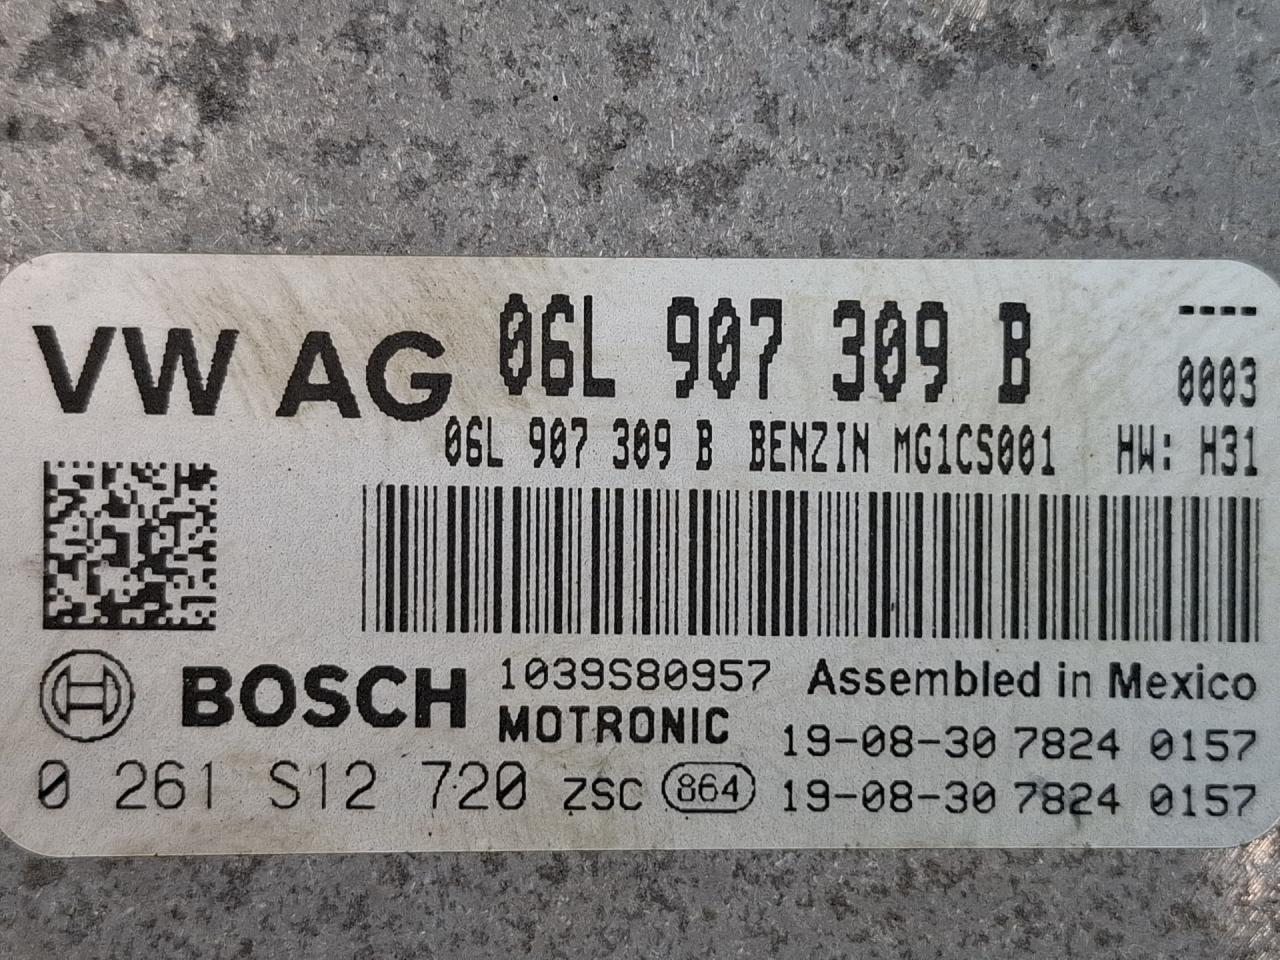 VW AG 06L 907 309 B ----
0003
06L 907 309 B BENZIN MG1CS001 HW: H31
BOSCH 1039S80957 Assembled in Mexico
MOTRONIC 19-08-30 7824 0157
0 261 S12 720 ZSC 864 19-08-30 7824 0157